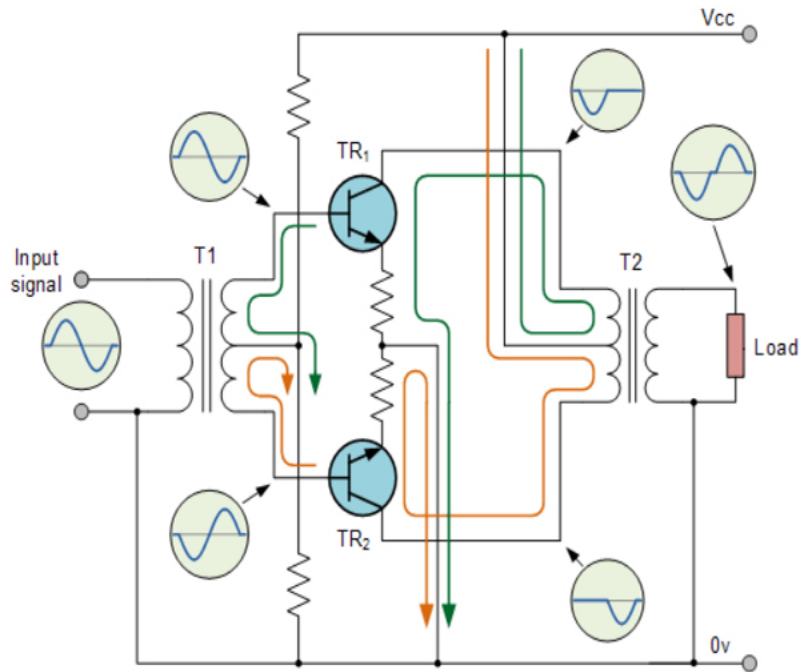 Vcc
TR1
T1
Input
signal
T2
Load
TR2
0v